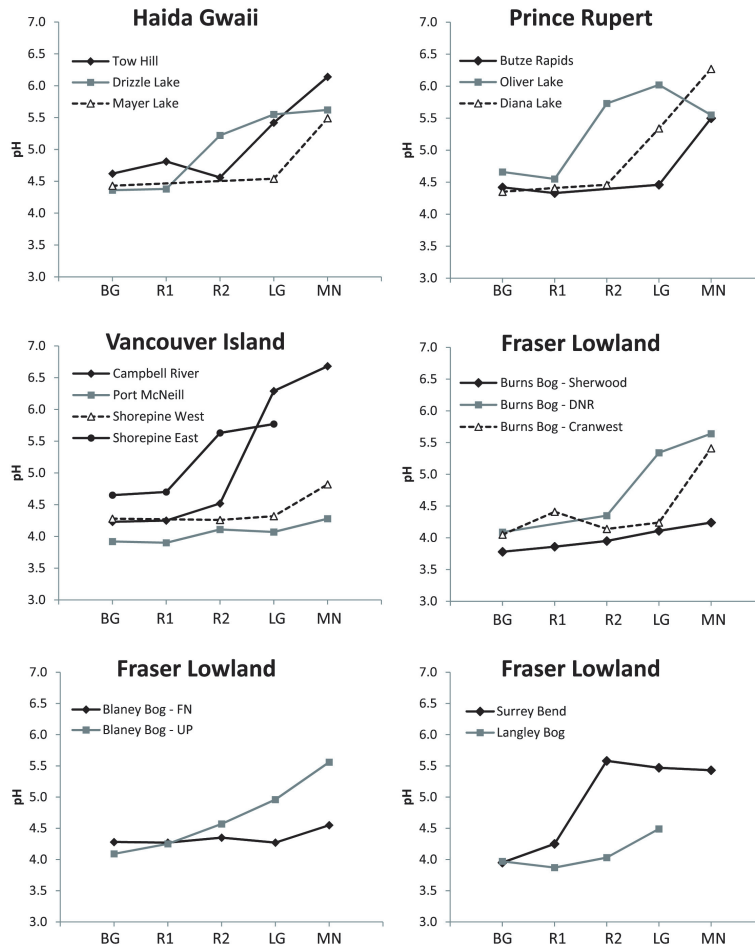 Haida Gwaii
7.0
6.5
6.0
5.5
5.0
4.5
4.0
3.5
3.0
pH
Tow Hill
Drizzle Lake
Mayer Lake
BG R1 R2 LG MN
Prince Rupert
7.0
6.5
6.0
5.5
5.0
4.5
4.0
3.5
3.0
pH
Butze Rapids
Oliver Lake
Diana Lake
BG R1 R2 LG MN
Vancouver Island
7.0
6.5
6.0
5.5
5.0
4.5
4.0
3.5
3.0
pH
Campbell River
Port McNeill
Shorepine West
Shorepine East
BG R1 R2 LG MN
Fraser Lowland
7.0
6.5
6.0
5.5
5.0
4.5
4.0
3.5
3.0
pH
Burns Bog - Sherwood
Burns Bog - DNR
Burns Bog - Cranwest
BG R1 R2 LG MN
Fraser Lowland
7.0
6.5
6.0
5.5
5.0
4.5
4.0
3.5
3.0
pH
Blaney Bog - FN
Blaney Bog - UP
BG R1 R2 LG MN
Fraser Lowland
7.0
6.5
6.0
5.5
5.0
4.5
4.0
3.5
3.0
pH
Surrey Bend
Langley Bog
BG R1 R2 LG MN